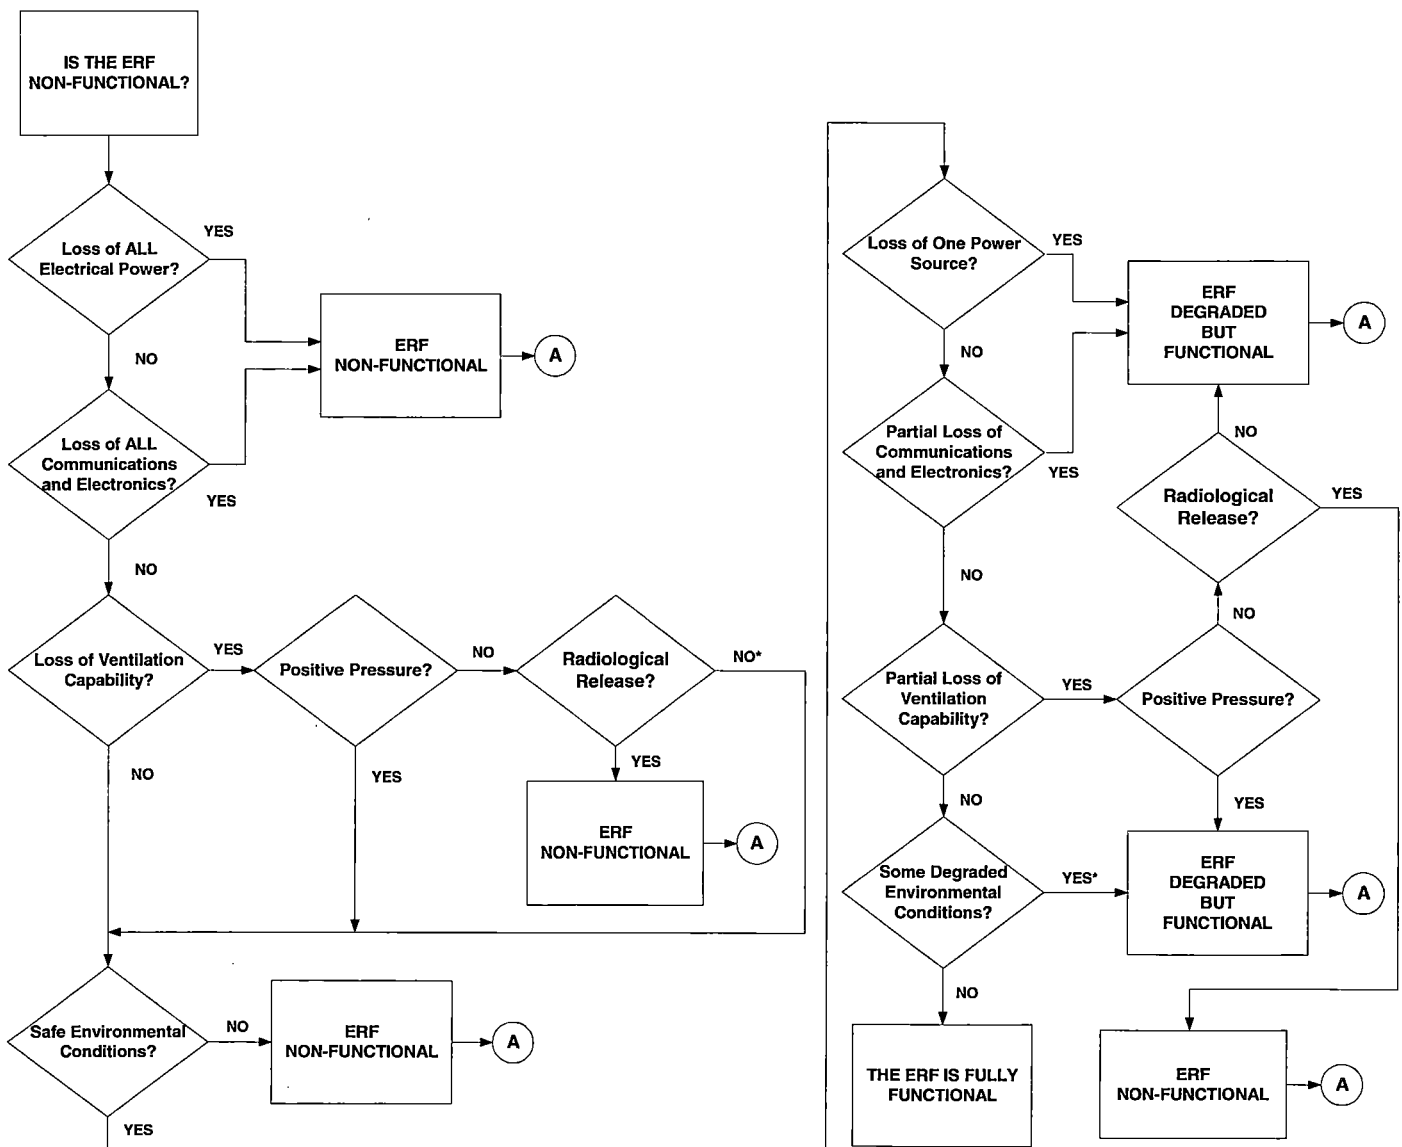 IS THE ERF
NON-FUNCTIONAL?
YES
Loss of ALL
Electrical Power?
ERF
NON-FUNCTIONAL
A
NO
Loss of ALL
Communications
and Electronics?
YES
NO
Loss of Ventilation
Capability?
YES
Positive Pressure?
NO
Radiological
Release?
NO*
NO
YES
YES
ERF
NON-FUNCTIONAL
A
Safe Environmental
Conditions?
NO
ERF
NON-FUNCTIONAL
A
YES
Loss of One Power
Source?
YES
ERF
DEGRADED
BUT
FUNCTIONAL
A
NO
Partial Loss of
Communications
and Electronics?
YES
NO
Radiological
Release?
YES
NO
NO
Partial Loss of
Ventilation
Capability?
YES
Positive Pressure?
NO
YES
Some Degraded
Environmental
Conditions?
YES*
ERF
DEGRADED
BUT
FUNCTIONAL
A
NO
THE ERF IS FULLY
FUNCTIONAL
ERF
NON-FUNCTIONAL
A